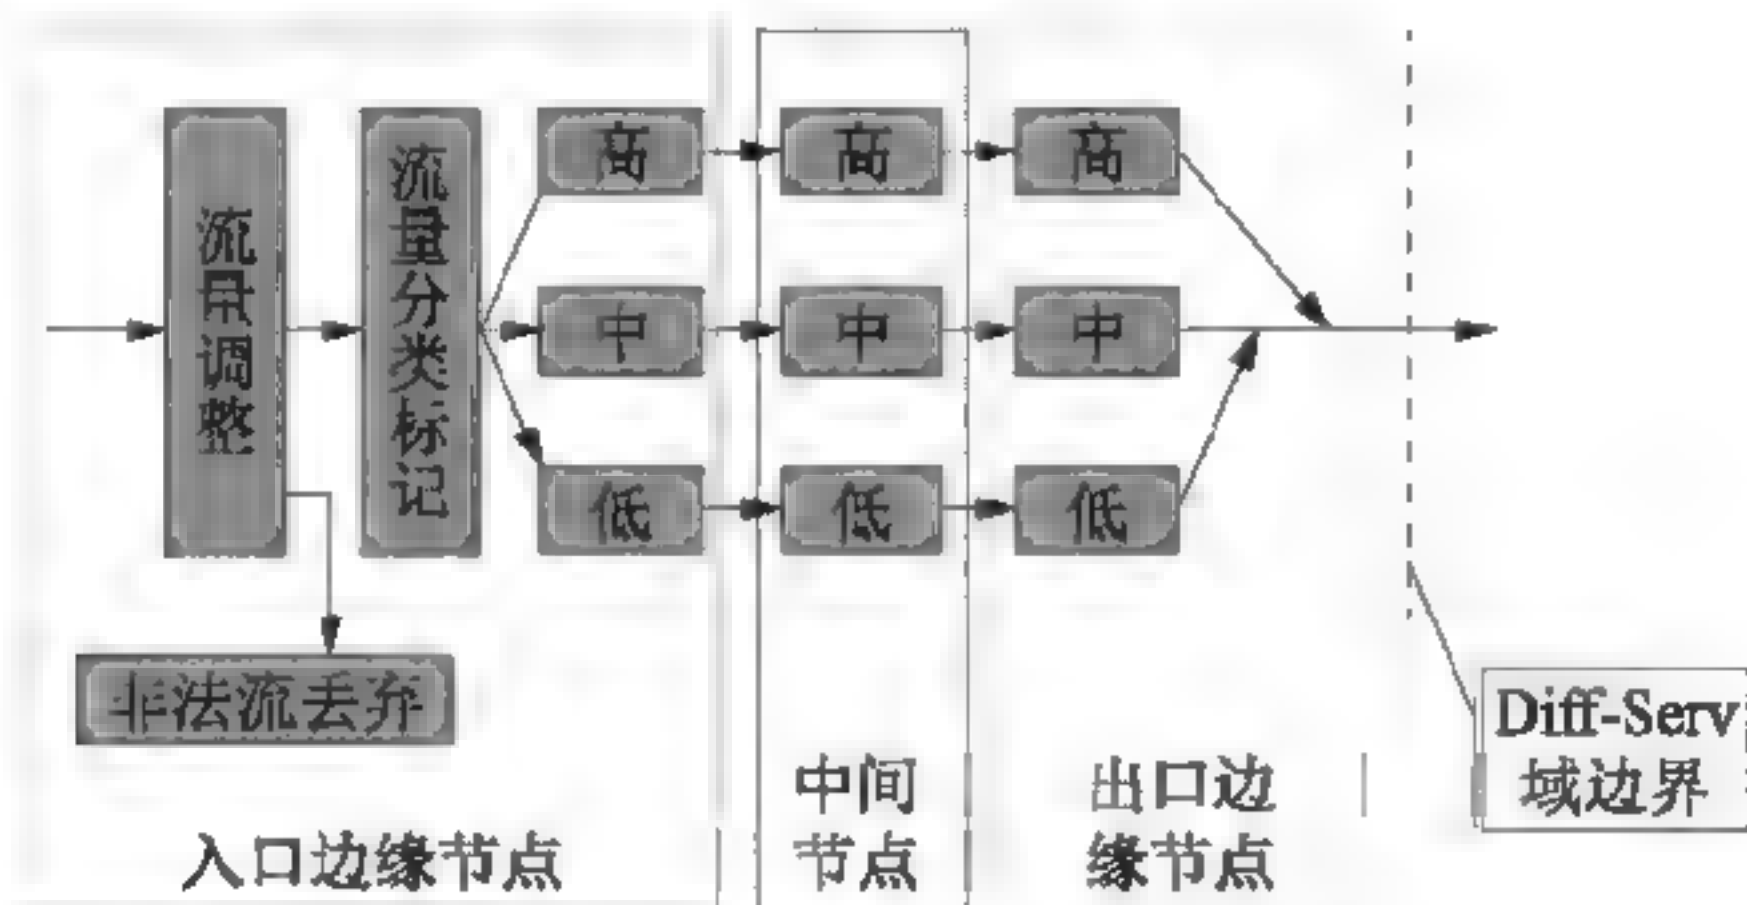 流量调整
流量分类标记
高
高
高
中
中
中
低
低
低
非法流丢弃
入口边缘节点
中间
节点
出口边
缘节点
Diff-Serv
域边界